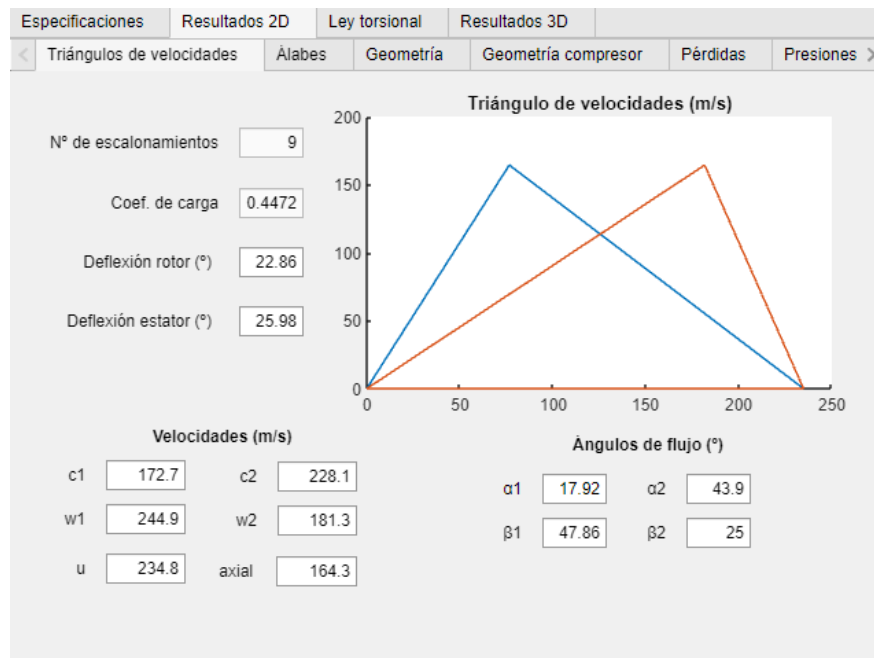 Especificaciones Resultados 2D Ley torsional Resultados 3D
Triángulos de velocidades Álabes Geometría Geometría compresor Pérdidas Presiones
Triángulo de velocidades (m/s)
Nº de escalonamientos 9
Coef. de carga 0.4472
Deflexión rotor (º) 22.86
Deflexión estator (º) 25.98
200
150
100
50
0
0 50 100 150 200 250
Velocidades (m/s)
c1 172.7 c2 228.1
w1 244.9 w2 181.3
u 234.8 axial 164.3
Ángulos de flujo (º)
α1 17.92 α2 43.9
β1 47.86 β2 25